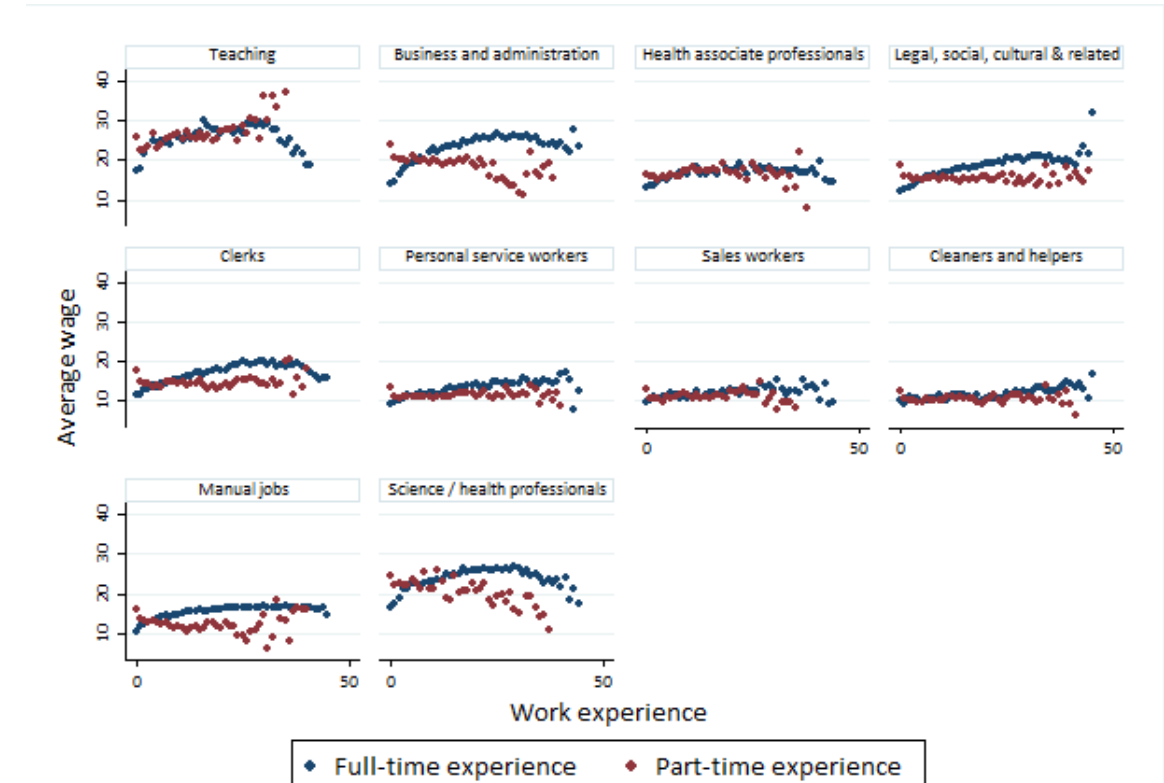 Teaching
Business and administration
Health associate professionals
Legal, social, cultural & related
40
30
20
10
Clerks
Personal service workers
Sales workers
Cleaners and helpers
40
30
20
10
0 50 0 50
Manual jobs
Science / health professionals
40
30
20
10
0 50 0 50
Average wage
Work experience
Full-time experience Part-time experience